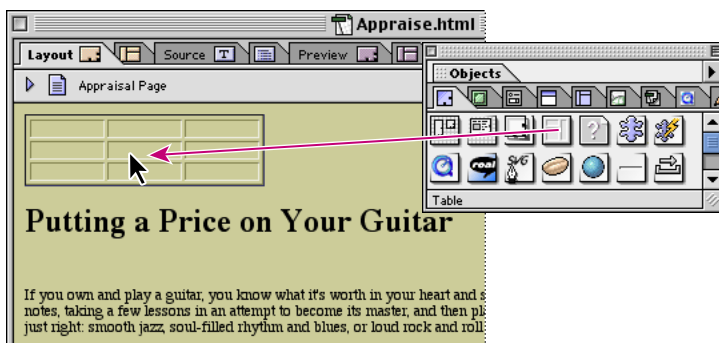 Appraise.html
Layout Source T Preview
Objects
Appraisal Page
real SVG
Table
Putting a Price on Your Guitar
If you own and play a guitar, you know what it's worth in your heart and
notes, taking a few lessons in an attempt to become its master, and then
just right: smooth jazz, soul-filled rhythm and blues, or loud rock and roll